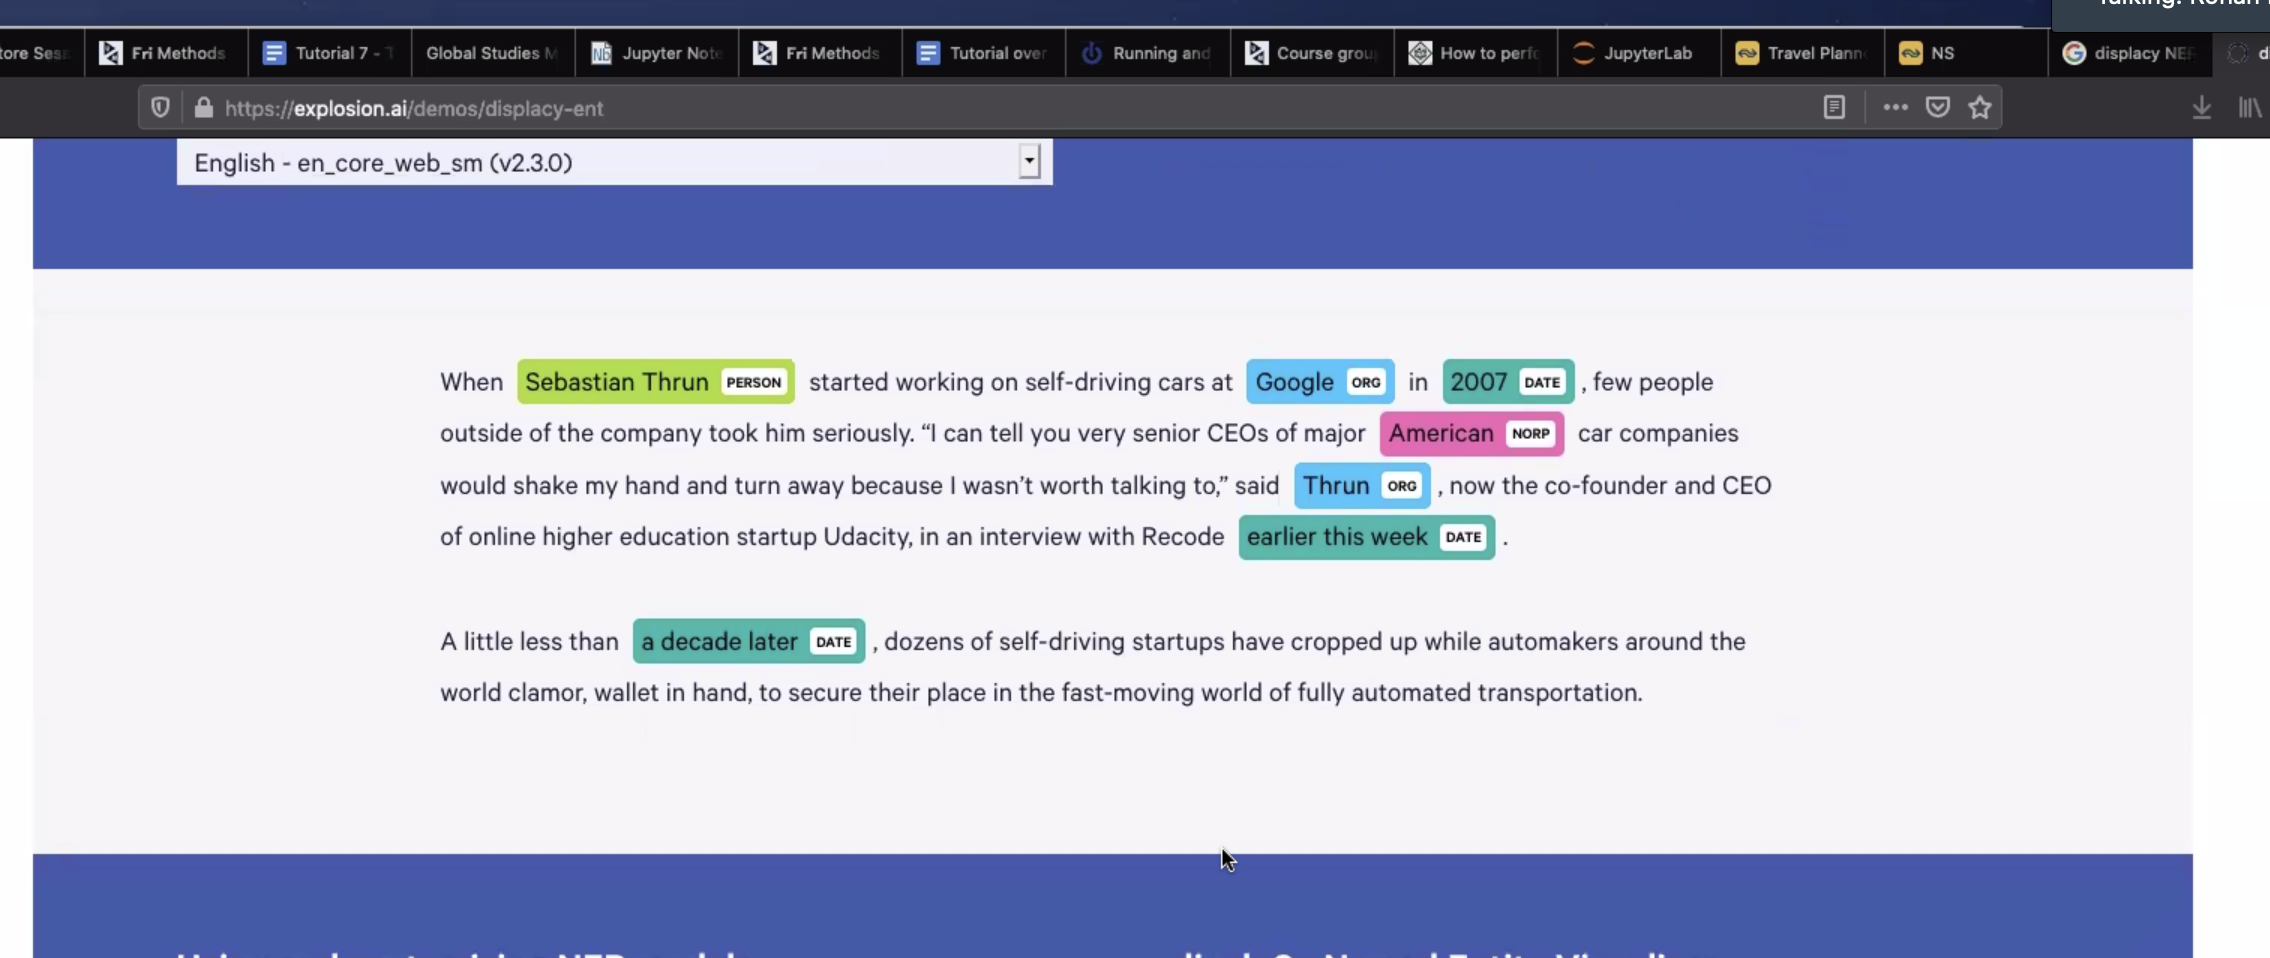 Talking:
tore Ses
Fri Methods
Tutorial 7 - T
Global Studies M
Jupyter Note
Fri Methods
Tutorial over
Running and
Course grou
How to perfo
JupyterLab
Travel Plann
NS
displacy NER
di
https://explosion.ai/demos/displacy-ent
English - en_core_web_sm (v2.3.0)
When Sebastian Thrun PERSON started working on self-driving cars at Google ORG in 2007 DATE , few people
outside of the company took him seriously. “I can tell you very senior CEOs of major American NORP car companies
would shake my hand and turn away because I wasn’t worth talking to,” said Thrun ORG , now the co-founder and CEO
of online higher education startup Udacity, in an interview with Recode earlier this week DATE .
A little less than a decade later DATE , dozens of self-driving startups have cropped up while automakers around the
world clamor, wallet in hand, to secure their place in the fast-moving world of fully automated transportation.